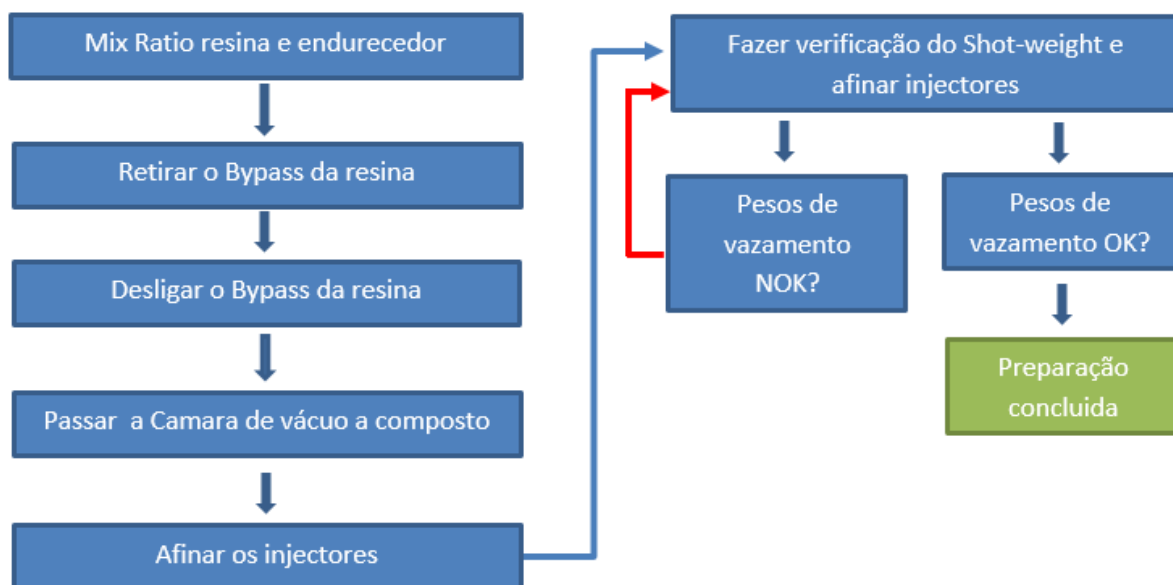 Mix Ratio resina e endurecedor
Retirar o Bypass da resina
Desligar o Bypass da resina
Passar a Camara de vácuo a composto
Afinar os injectores
Fazer verificação do Shot-weight e
afinar injectores
Pesos de
vazamento
NOK?
Pesos de
vazamento OK?
Preparação
concluida